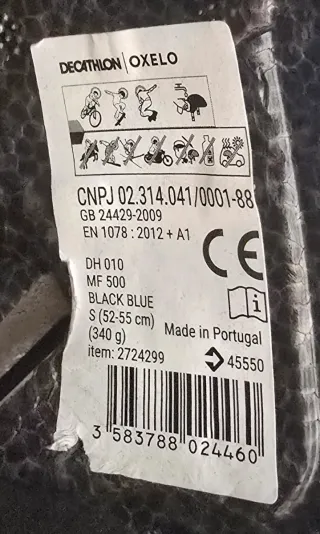 DECATHLON | OXELO
CNPJ 02.314.041/0001-88
GB 24429-2009
EN 1078 : 2012 + A1
CE
DH 010
MF 500
BLACK BLUE
S (52-55 cm)
(340 g)
Made in Portugal
item: 2724299
45550
3 583788 024460